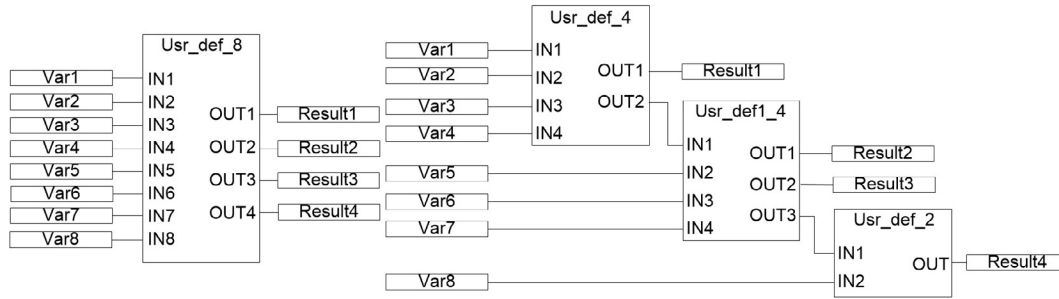 Usr_def_8
Var1 IN1
Var2 IN2
Var3 IN3 OUT1 Result1
Var4 IN4 OUT2 Result2
Var5 IN5 OUT3 Result3
Var6 IN6
Var7 IN7 OUT4 Result4
Var8 IN8
Usr_def_4
Var1 IN1
Var2 IN2 OUT1 Result1
Var3 IN3 OUT2
Var4 IN4
Usr_def1_4
IN1 OUT1 Result2
Var5 IN2 OUT2 Result3
Var6 IN3 OUT3
Var7 IN4
Usr_def_2
IN1 OUT Result4
Var8 IN2